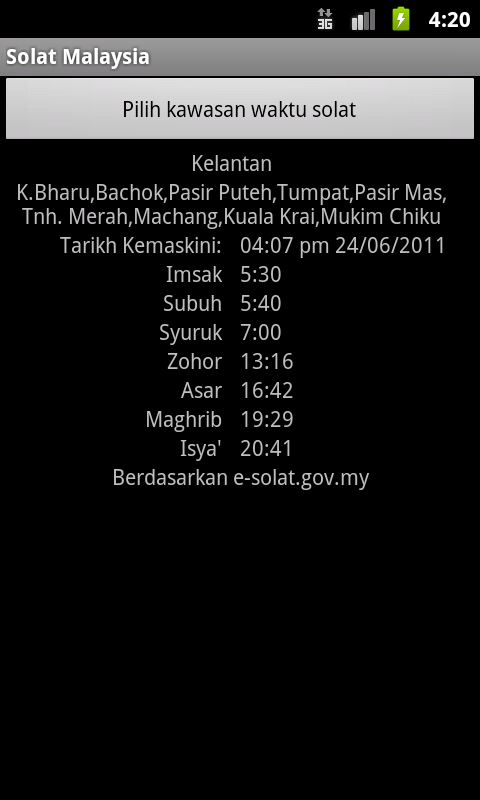 3G 4:20
Solat Malaysia
Pilih kawasan waktu solat
Kelantan
K.Bharu,Bachok,Pasir Puteh,Tumpat,Pasir Mas,
Tnh. Merah,Machang,Kuala Krai,Mukim Chiku
Tarikh Kemaskini: 04:07 pm 24/06/2011
Imsak 5:30
Subuh 5:40
Syuruk 7:00
Zohor 13:16
Asar 16:42
Maghrib 19:29
Isya' 20:41
Berdasarkan e-solat.gov.my